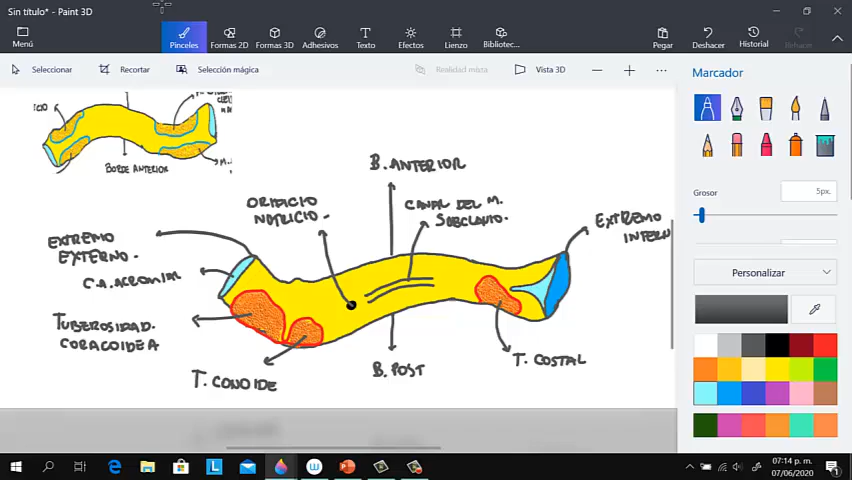 Sin título* - Paint 3D
Menú
Pinceles
Formas 2D
Formas 3D
Adhesivos
Texto
Efectos
Lienzo
Bibliotec...
Pegar
Deshacer
Historial
Rehacer
Seleccionar
Recortar
Selección mágica
Realidad mixta
Vista 3D
Marcador
Grosor
5px.
Personalizar
BORDE ANTERIOR
B. ANTERIOR
ORIFICIO
NUTRICIO
CANAL DEL M.
SUBCLAVIO.
EXTREMO
INTERN
EXTREMO
EXTERNO.
C.A. ACROMIAL
TUBEROSIDAD.
CORACOIDEA
T. CONOIDE
B. POST
T. COSTAL
07:14 p. m.
07/06/2020